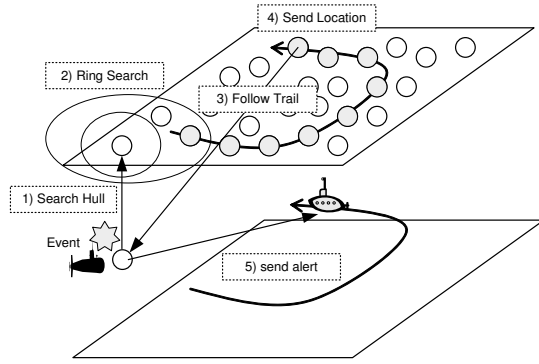 4) Send Location
2) Ring Search
3) Follow Trail
1) Search Hull
Event
5) send alert